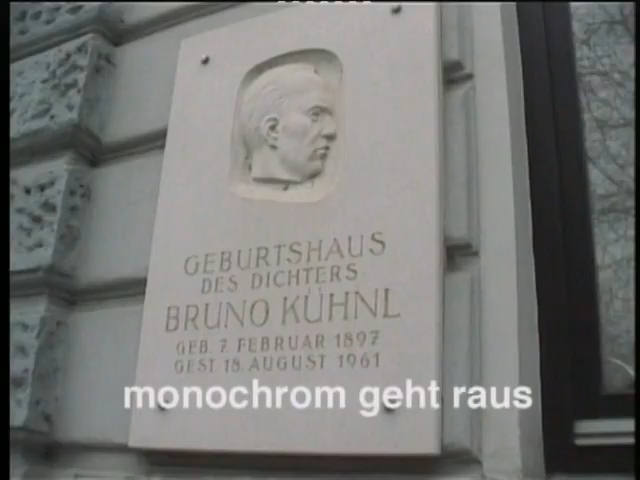 GEBURTSHAUS
DES DICHTERS
BRUNO KÜHNL
GEB. 7. FEBRUAR 1897
GEST 18. AUGUST 1961
monochrom geht raus